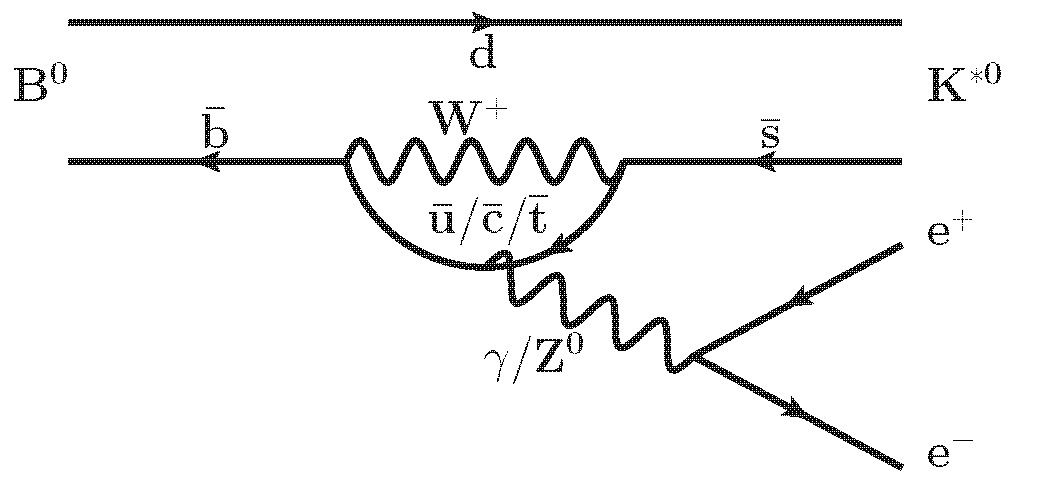 d
B⁰
K*⁰
W⁺
b̄
s̄
ū/c̄/t̄
e⁺
γ/Z⁰
e⁻